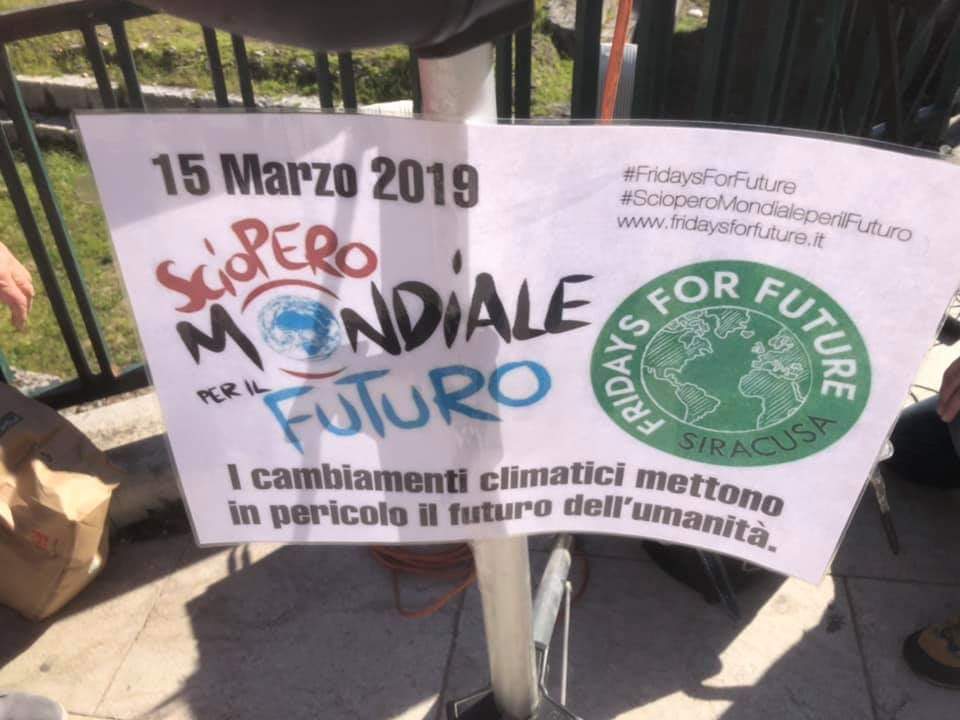 15 Marzo 2019
SCIOPERO
MONDIALE
PER IL
FUTURO
#FridaysForFuture
#ScioperoMondialeperilFuturo
www.fridaysforfuture.it
FRIDAYS FOR FUTURE
SIRACUSA
I cambiamenti climatici mettono
in pericolo il futuro dell'umanità.